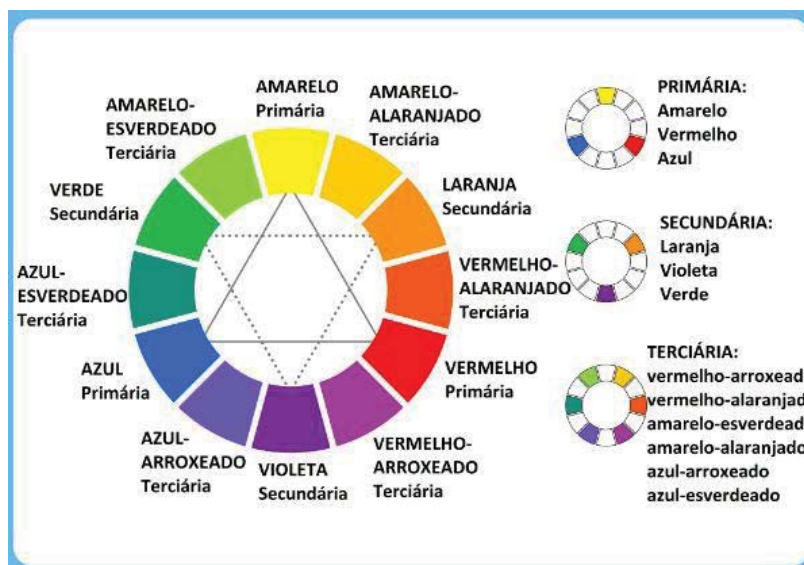 AMARELO
Primária
AMARELO-
ALARANJADO
Terciária
LARANJA
Secundária
VERMELHO-
ALARANJADO
Terciária
VERMELHO
Primária
VERMELHO-
ARROXEADO
Terciária
VIOLETA
Secundária
AZUL-
ARROXEADO
Terciária
AZUL
Primária
AZUL-
ESVERDEADO
Terciária
VERDE
Secundária
AMARELO-
ESVERDEADO
Terciária
PRIMÁRIA:
Amarelo
Vermelho
Azul
SECUNDÁRIA:
Laranja
Violeta
Verde
TERCIÁRIA:
vermelho-arroxead
vermelho-alaranjad
amarelo-esverdead
amarelo-alaranjado
azul-arroxeado
azul-esverdeado